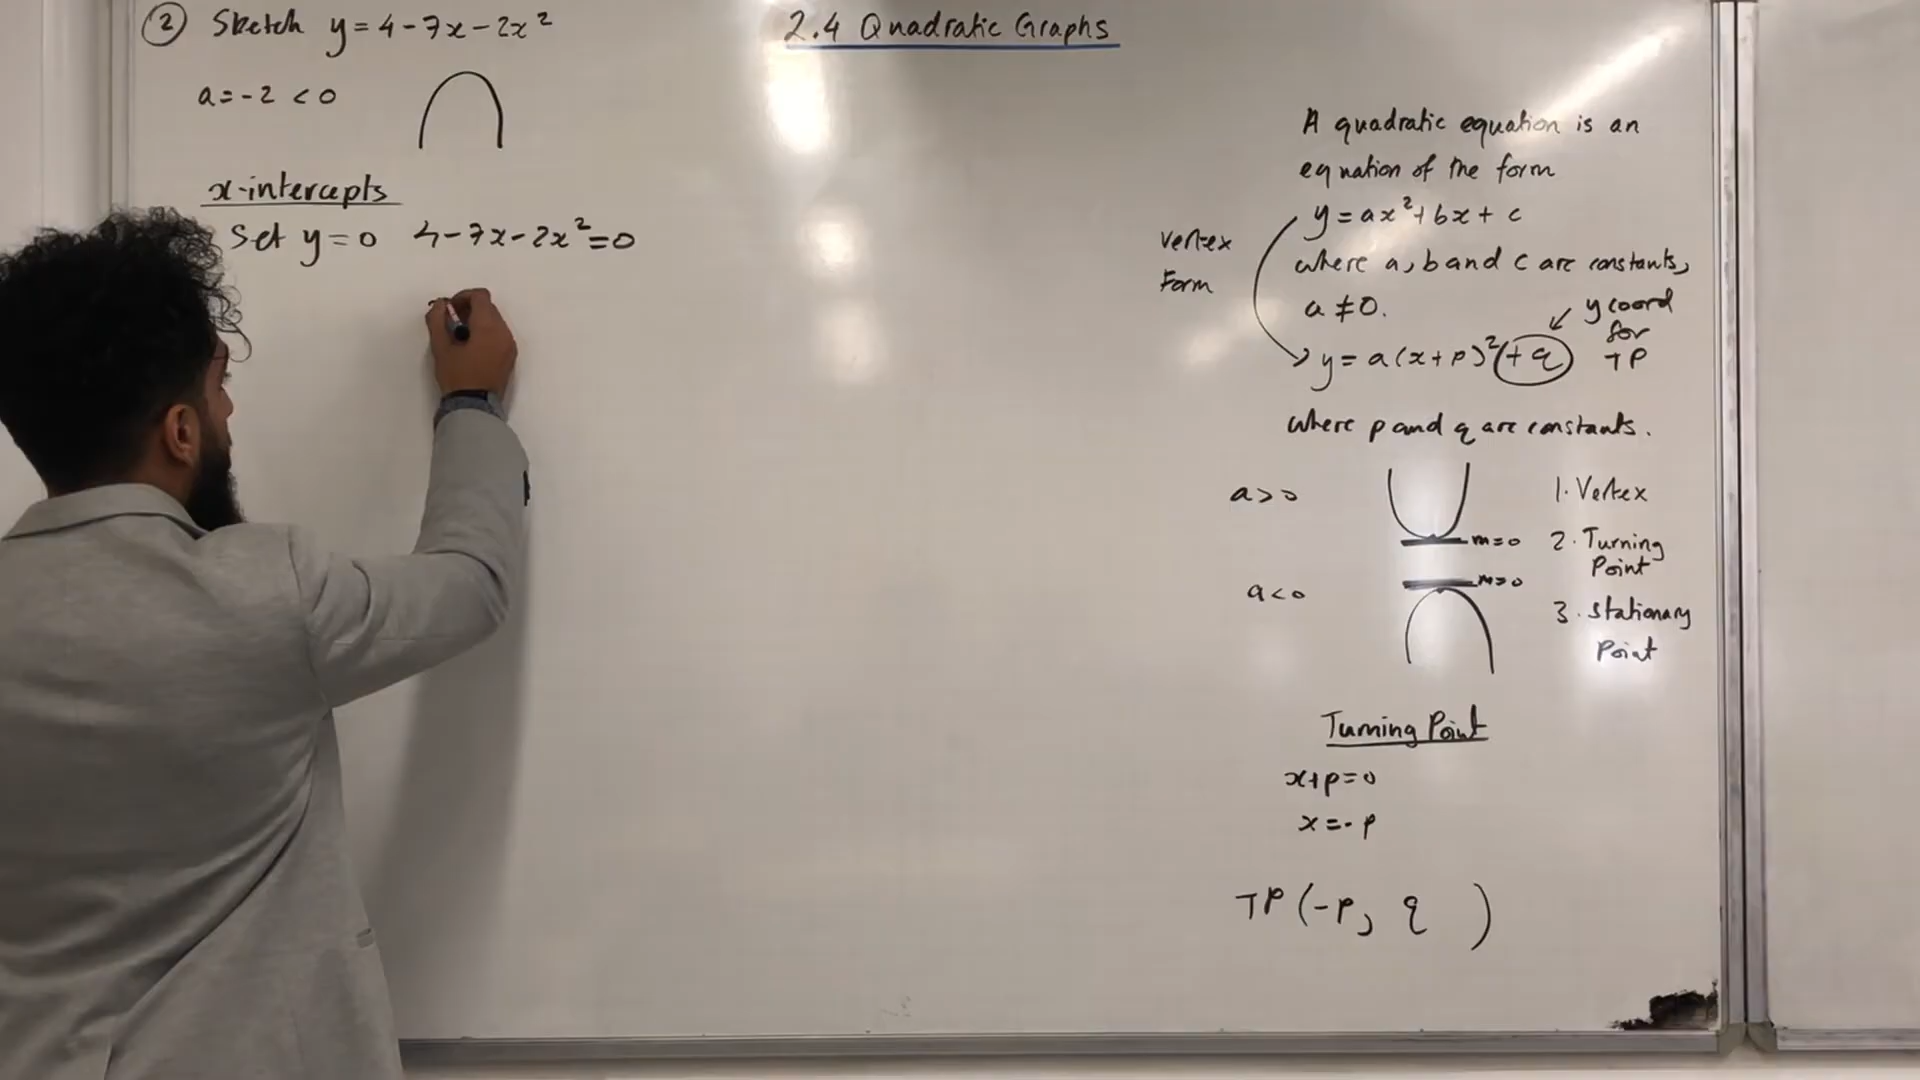 ② Sketch y = 4 - 7x - 2x²
a = -2 < 0
x-intercepts
Set y = 0 4 - 7x - 2x² = 0
2.4 Quadratic Graphs
A quadratic equation is an
equation of the form
y = ax² + bx + c
where a, b and c are constants,
a ≠ 0.
Vertex
Form
y = a(x + p)² + q
y coord
for
TP
where p and q are constants.
a > 0
m = 0
a < 0
m = 0
1. Vertex
2. Turning
Point
3. Stationary
Point
Turning Point
x + p = 0
x = - p
TP (-p, q )